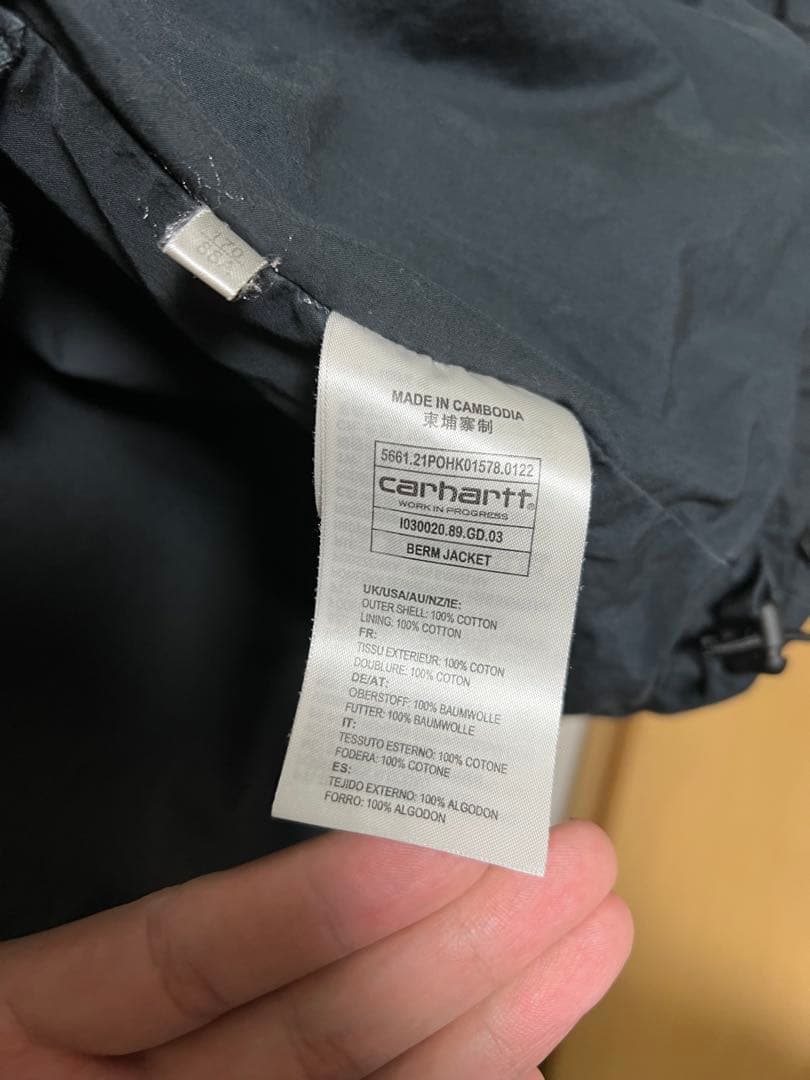 MADE IN CAMBODIA
柬埔寨制
5661.21POHK01578.0122
carhartt®
WORK IN PROGRESS
I030020.89.GD.03
BERM JACKET
UK/USA/AU/NZ/IE:
OUTER SHELL: 100% COTTON
LINING: 100% COTTON
FR:
TISSU EXTERIEUR: 100% COTON
DOUBLURE: 100% COTON
DE/AT:
OBERSTOFF: 100% BAUMWOLLE
FUTTER: 100% BAUMWOLLE
IT:
TESSUTO ESTERNO: 100% COTONE
FODERA: 100% COTONE
ES:
TEJIDO EXTERNO: 100% ALGODON
FORRO: 100% ALGODON